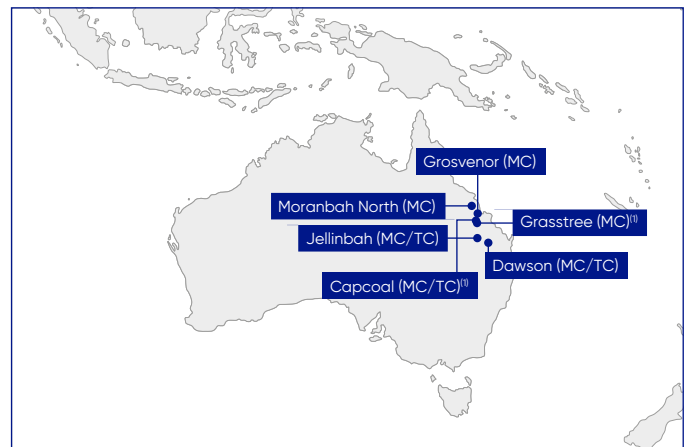 Grosvenor (MC)
Moranbah North (MC)
Grasstree (MC)⁽¹⁾
Jellinbah (MC/TC)
Dawson (MC/TC)
Capcoal (MC/TC)⁽¹⁾